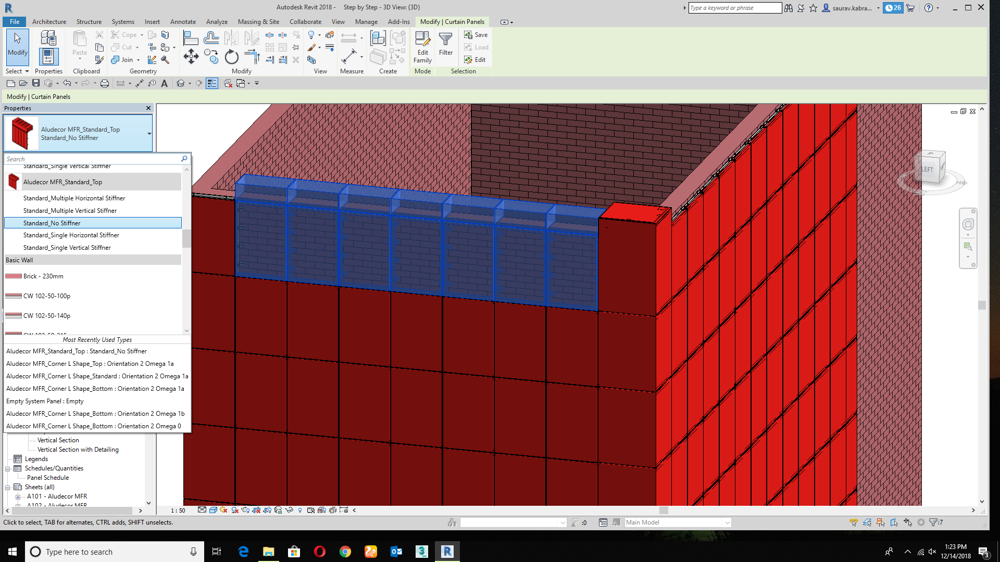 Autodesk Revit 2018 -    Step by Step - 3D View: {3D}
Type a keyword or phrase
saurav.kabra...
26
File Architecture Structure Systems Insert Annotate Analyze Massing & Site Collaborate View Manage Add-Ins Modify | Curtain Panels
Modify
Paste
Cope
Cut
Join
Edit Family
Filter
Save
Load
Edit
Select Properties Clipboard Geometry Modify View Measure Create Mode Selection
Modify | Curtain Panels
Properties
Aludecor MFR_Standard_Top
Standard_No Stiffner
Search
Standard_Single Vertical Stiffner
Aludecor MFR_Standard_Top
Standard_Multiple Horizontal Stiffner
Standard_Multiple Vertical Stiffner
Standard_No Stiffner
Standard_Single Horizontal Stiffner
Standard_Single Vertical Stiffner
Basic Wall
Brick - 230mm
CW 102-50-100p
CW 102-50-140p
Most Recently Used Types
Aludecor MFR_Standard_Top : Standard_No Stiffner
Aludecor MFR_Corner L Shape_Top : Orientation 2 Omega 1a
Aludecor MFR_Corner L Shape_Standard : Orientation 2 Omega 1a
Aludecor MFR_Corner L Shape_Bottom : Orientation 2 Omega 1a
Empty System Panel : Empty
Aludecor MFR_Corner L Shape_Bottom : Orientation 2 Omega 1b
Aludecor MFR_Corner L Shape_Bottom : Orientation 2 Omega 0
Vertical Section
Vertical Section with Detailing
Legends
Schedules/Quantities
Panel Schedule
Sheets (all)
A101 - Aludecor MFR
A102 - Aludecor MFR
LEFT
1 : 50
Click to select, TAB for alternates, CTRL adds, SHIFT unselects.
:0
Main Model
:7
Type here to search
1:23 PM
12/14/2018
3